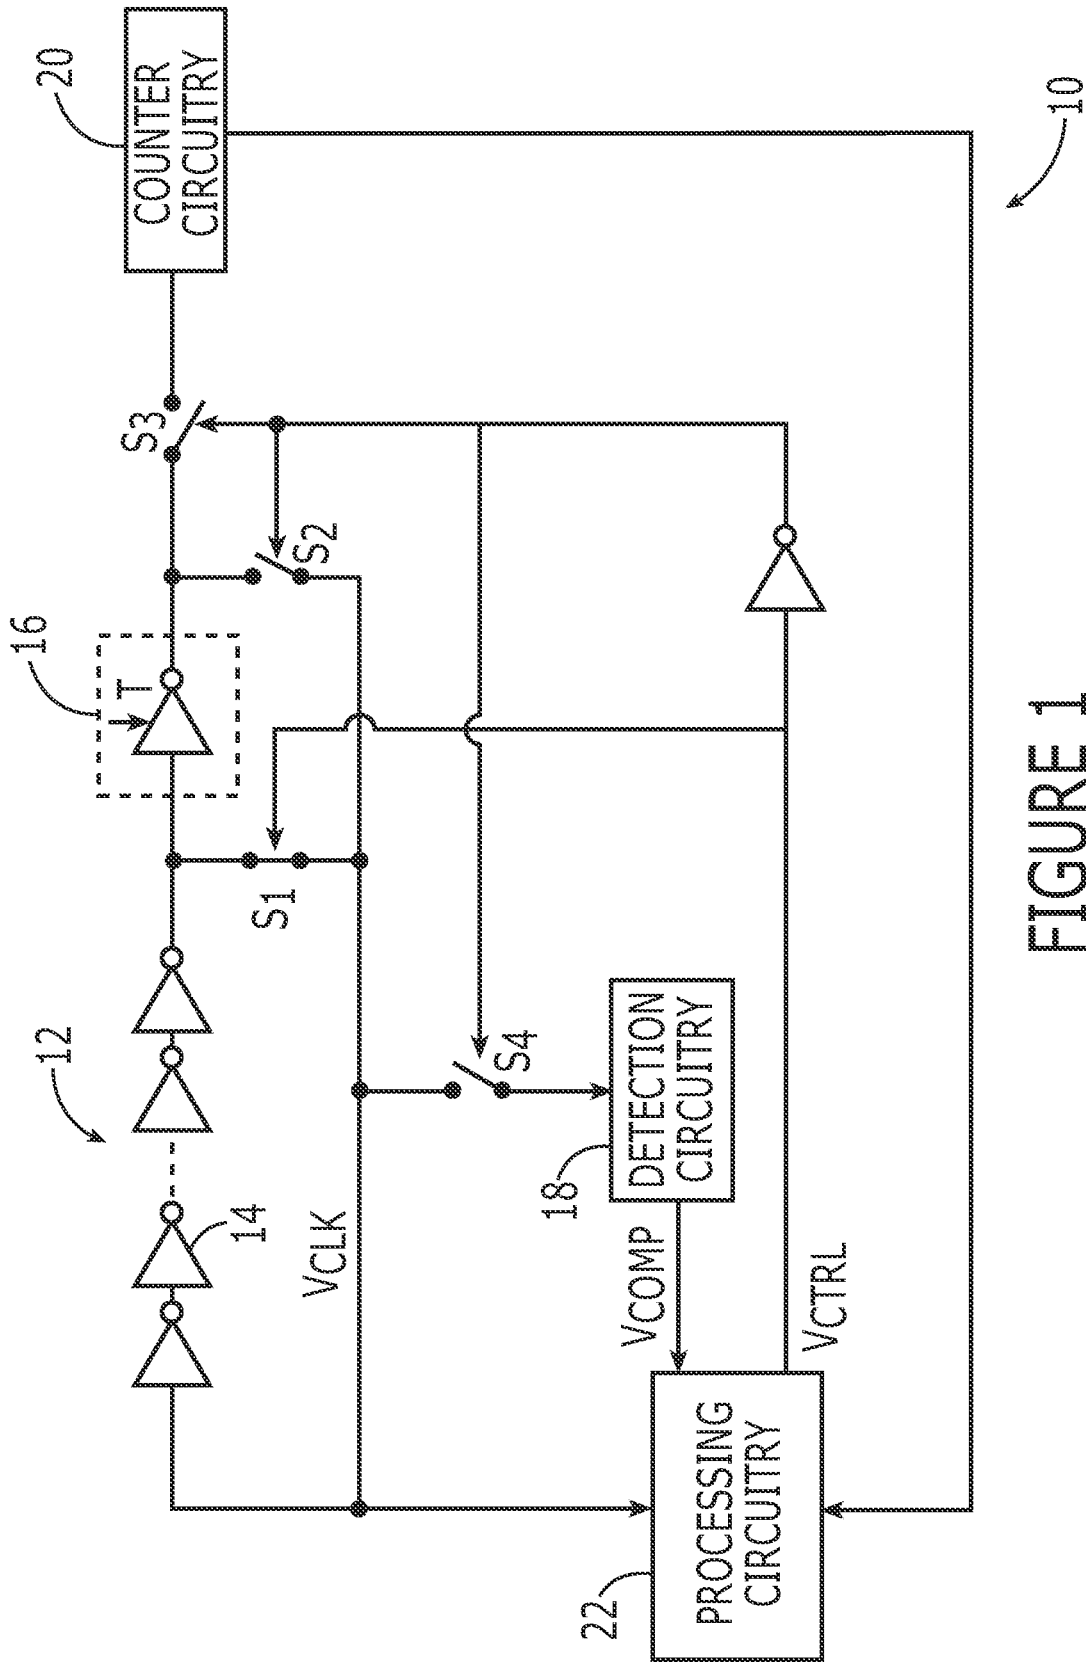 12
14
16
T
S3
20
COUNTER
CIRCUITRY
S1
S2
VCLK
S4
18
DETECTION
CIRCUITRY
VCOMP
VCTRL
22
PROCESSING
CIRCUITRY
10
FIGURE 1